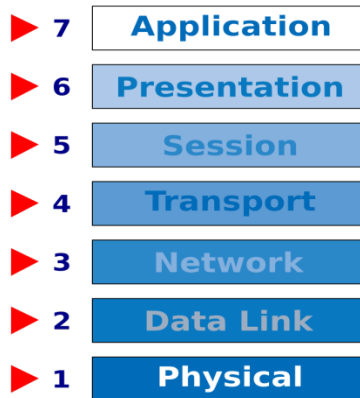 7 Application
6 Presentation
5 Session
4 Transport
3 Network
2 Data Link
1 Physical